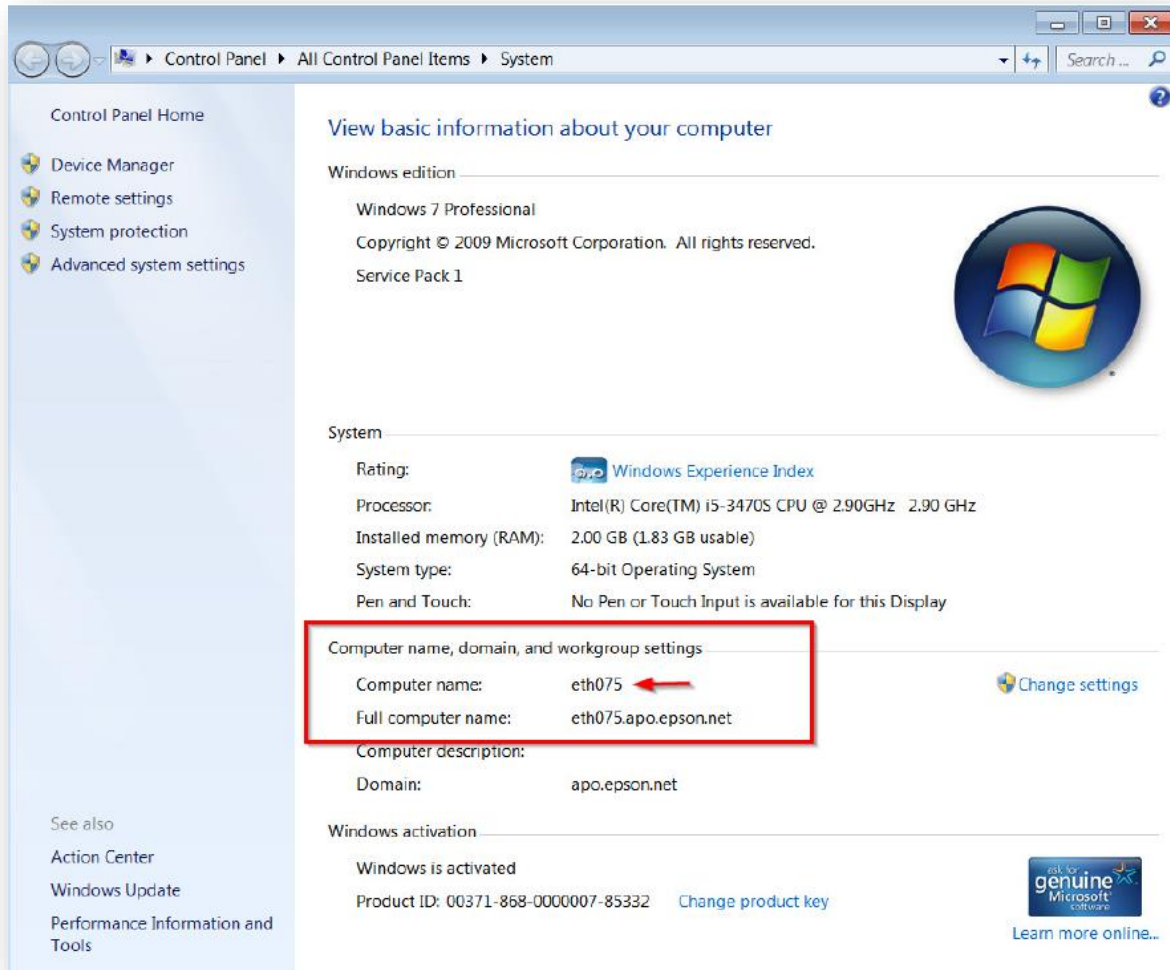 Control Panel ▸ All Control Panel Items ▸ System
Search ...
Control Panel Home
Device Manager
Remote settings
System protection
Advanced system settings
View basic information about your computer
Windows edition
Windows 7 Professional
Copyright © 2009 Microsoft Corporation. All rights reserved.
Service Pack 1
System
Rating: Windows Experience Index
Processor: Intel(R) Core(TM) i5-3470S CPU @ 2.90GHz 2.90 GHz
Installed memory (RAM): 2.00 GB (1.83 GB usable)
System type: 64-bit Operating System
Pen and Touch: No Pen or Touch Input is available for this Display
Computer name, domain, and workgroup settings
Computer name: eth075
Change settings
Full computer name: eth075.apo.epson.net
Computer description:
Domain: apo.epson.net
Windows activation
Windows is activated
Product ID: 00371-868-0000007-85332 Change product key
ask for
genuine
Microsoft
software
Learn more online...
See also
Action Center
Windows Update
Performance Information and
Tools